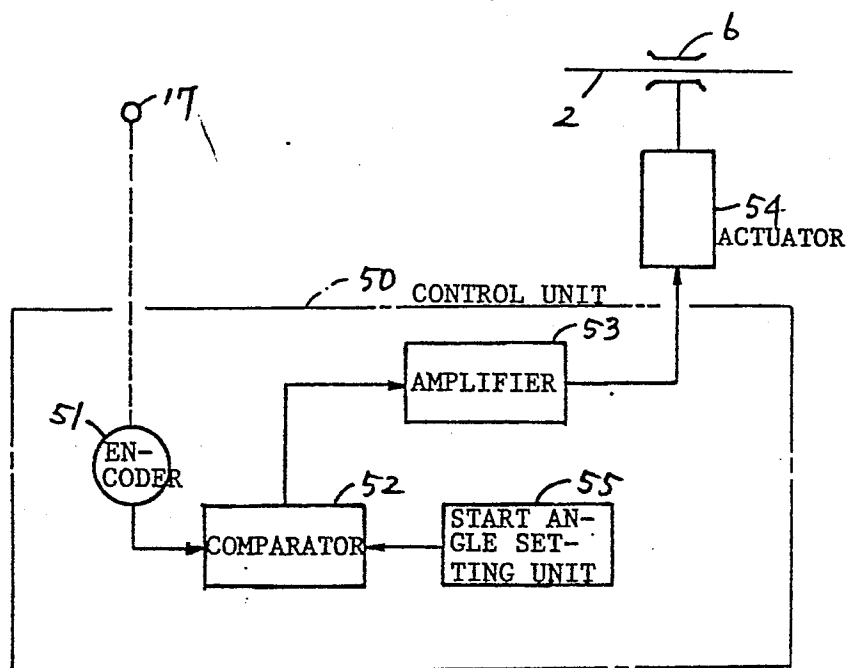 6
2
17
54
ACTUATOR
50
CONTROL UNIT
53
AMPLIFIER
51
EN-
CODER
52
COMPARATOR
55
START AN-
GLE SET-
TING UNIT